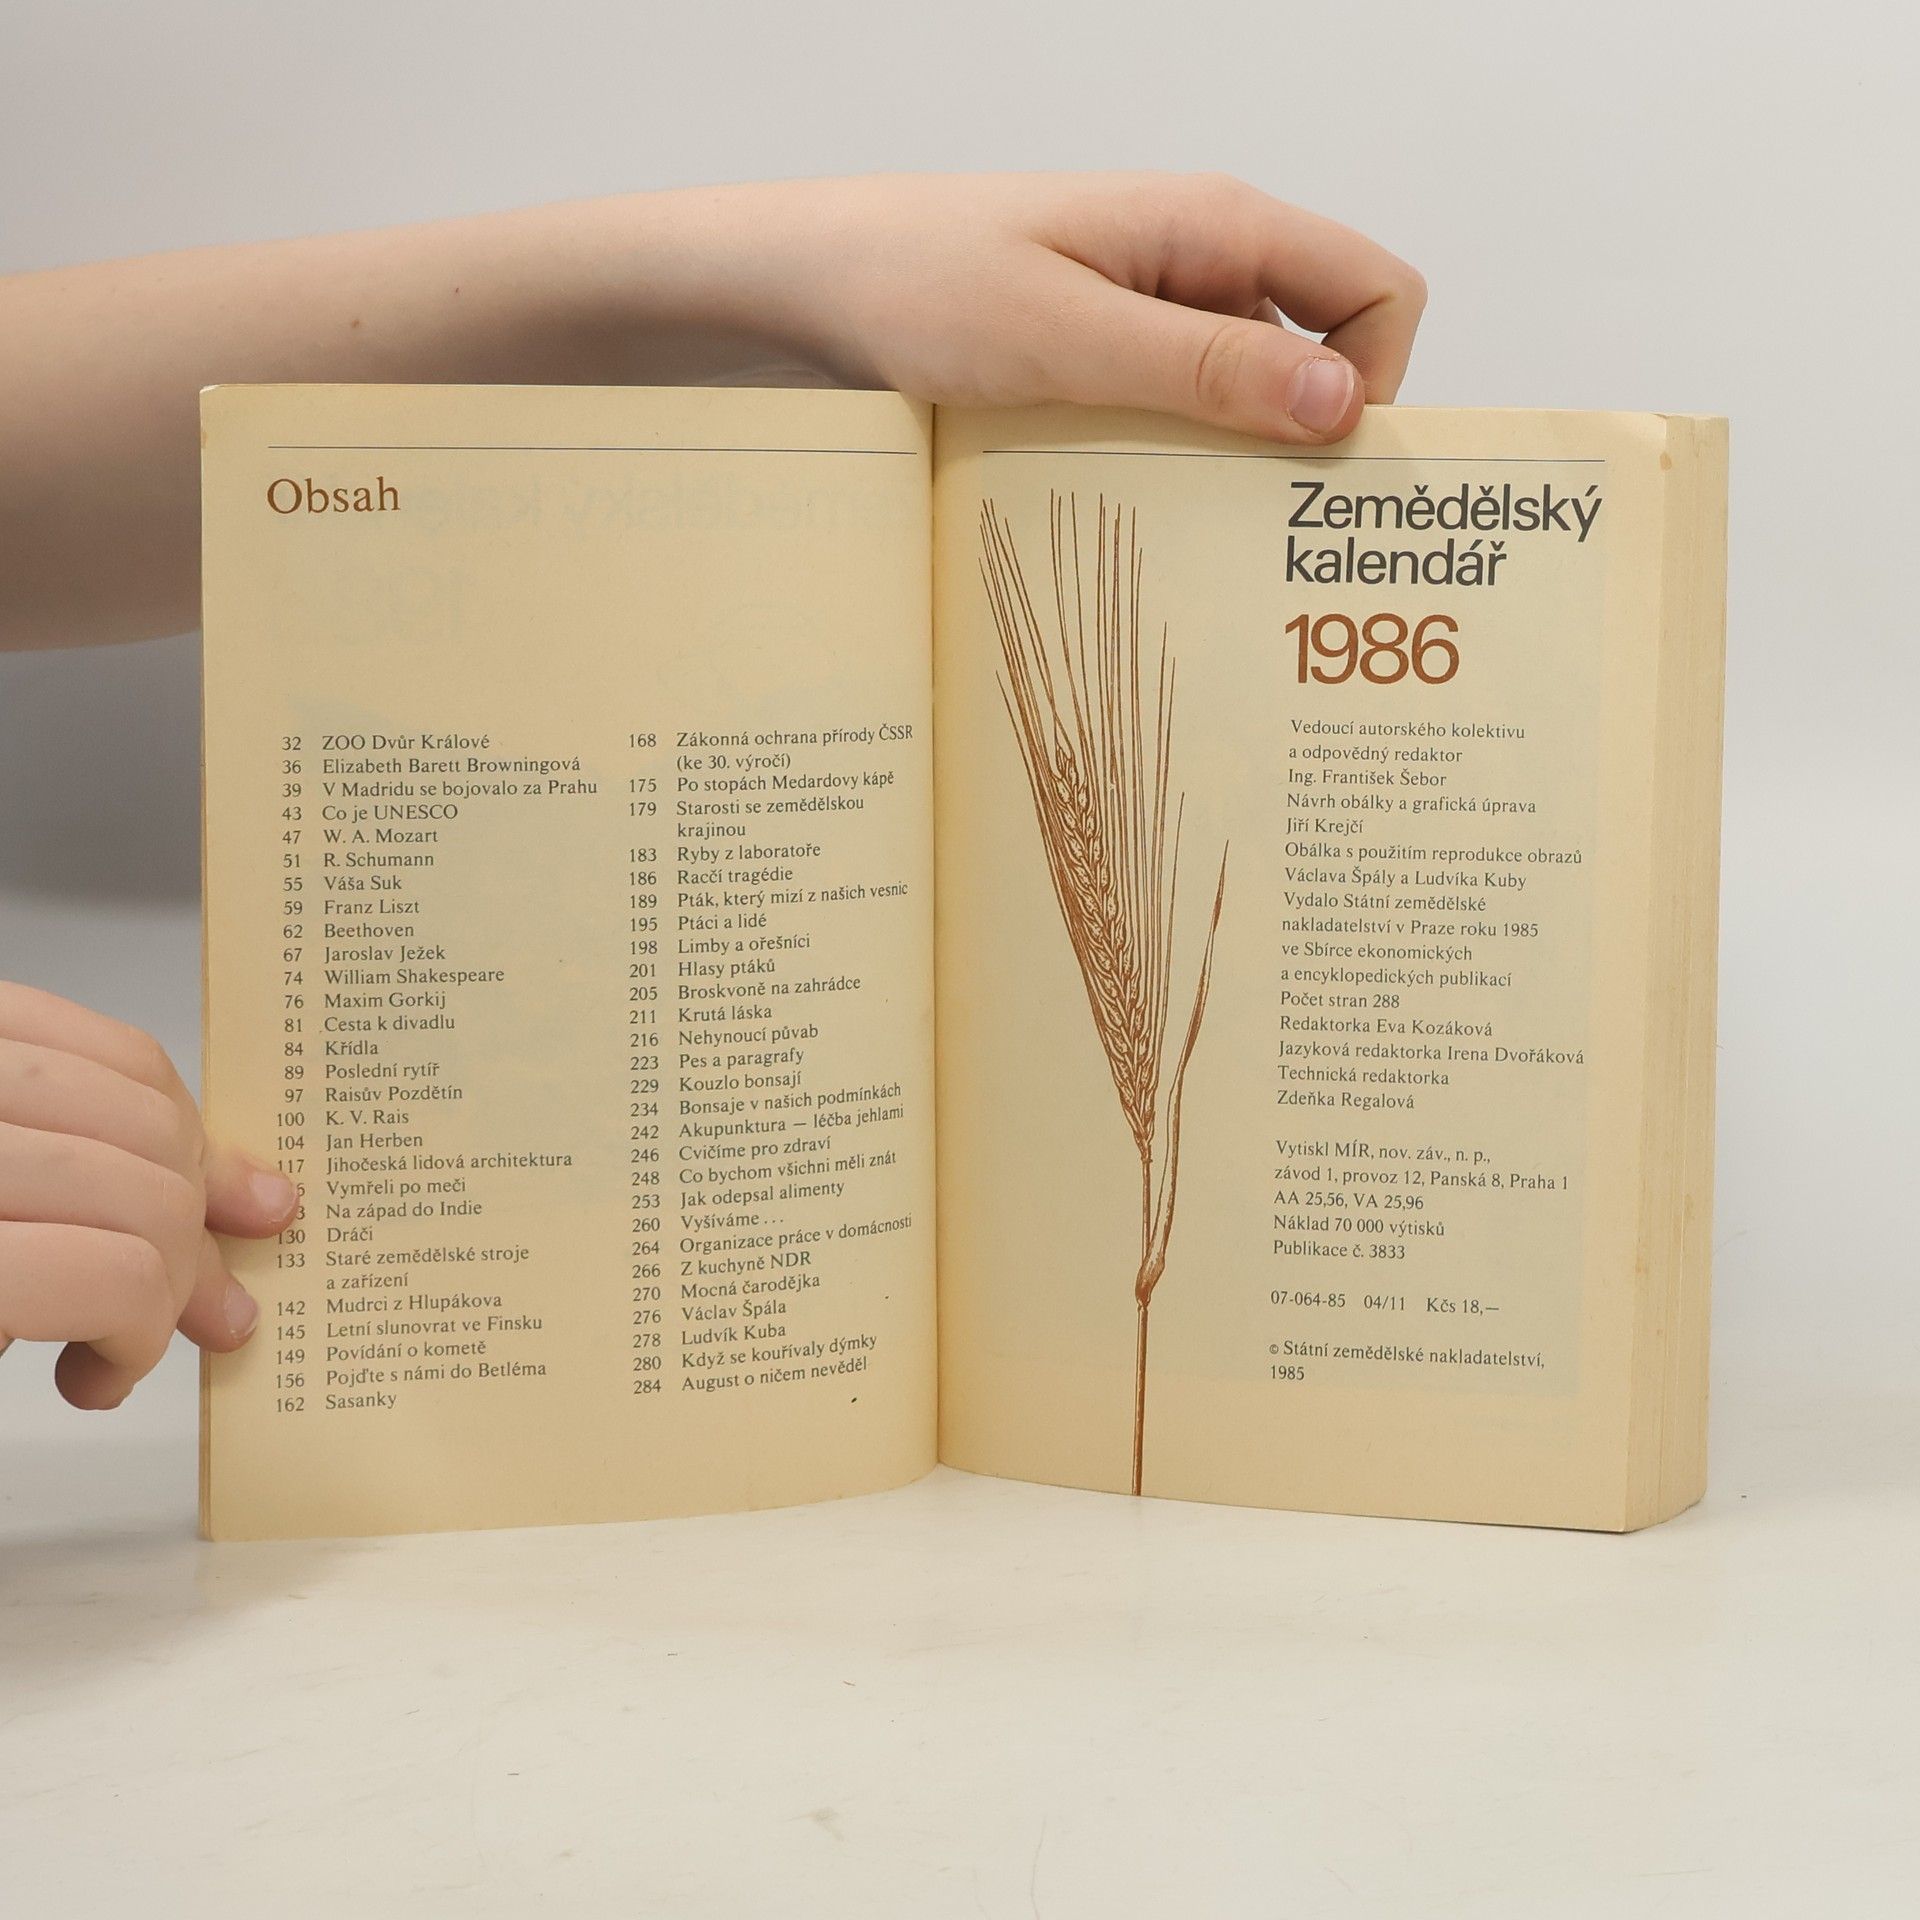 Obsah
32 ZOO Dvůr Králové
36 Elizabeth Barett Browningová
39 V Madridu se bojovalo za Prahu
43 Co je UNESCO
47 W. A. Mozart
51 R. Schumann
55 Váša Suk
59 Franz Liszt
62 Beethoven
67 Jaroslav Ježek
74 William Shakespeare
76 Maxim Gorkij
81 Cesta k divadlu
84 Křídla
89 Poslední rytíř
97 Raisův Pozdětín
100 K. V. Rais
104 Jan Herben
117 Jihočeská lidová architektura
Vymřeli po meči
Na západ do Indie
130 Dráči
133 Staré zemědělské stroje
a zařízení
142 Mudrci z Hlupákova
145 Letní slunovrat ve Finsku
149 Povídání o kometě
156 Pojďte s námi do Betléma
162 Sasanky
168 Zákonná ochrana přírody ČSSR
(ke 30. výročí)
175 Po stopách Medardovy kápě
179 Starosti se zemědělskou
krajinou
183 Ryby z laboratoře
186 Racčí tragédie
189 Pták, který mizí z našich vesnic
195 Ptáci a lidé
198 Limby a ořešníci
201 Hlasy ptáků
205 Broskvoně na zahrádce
211 Krutá láska
216 Nehynoucí půvab
223 Pes a paragrafy
229 Kouzlo bonsají
234 Bonsaje v našich podmínkách
242 Akupunktura — léčba jehlami
246 Cvičíme pro zdraví
248 Co bychom všichni měli znát
253 Jak odepsal alimenty
260 Vyšíváme . . .
264 Organizace práce v domácnosti
266 Z kuchyně NDR
270 Mocná čarodějka
276 Václav Špála
278 Ludvík Kuba
280 Když se kouřívaly dýmky
284 August o ničem nevěděl
Zemědělský
kalendář
1986
Vedoucí autorského kolektivu
a odpovědný redaktor
Ing. František Šebor
Návrh obálky a grafická úprava
Jiří Krejčí
Obálka s použitím reprodukce obrazů
Václava Špály a Ludvíka Kuby
Vydalo Státní zemědělské
nakladatelství v Praze roku 1985
ve Sbírce ekonomických
a encyklopedických publikací
Počet stran 288
Redaktorka Eva Kozáková
Jazyková redaktorka Irena Dvořáková
Technická redaktorka
Zdeňka Regalová
Vytiskl MÍR, nov. záv., n. p.,
závod 1, provoz 12, Panská 8, Praha 1
AA 25,56, VA 25,96
Náklad 70 000 výtisků
Publikace č. 3833
07-064-85 04/11 Kčs 18,—
© Státní zemědělské nakladatelství,
1985